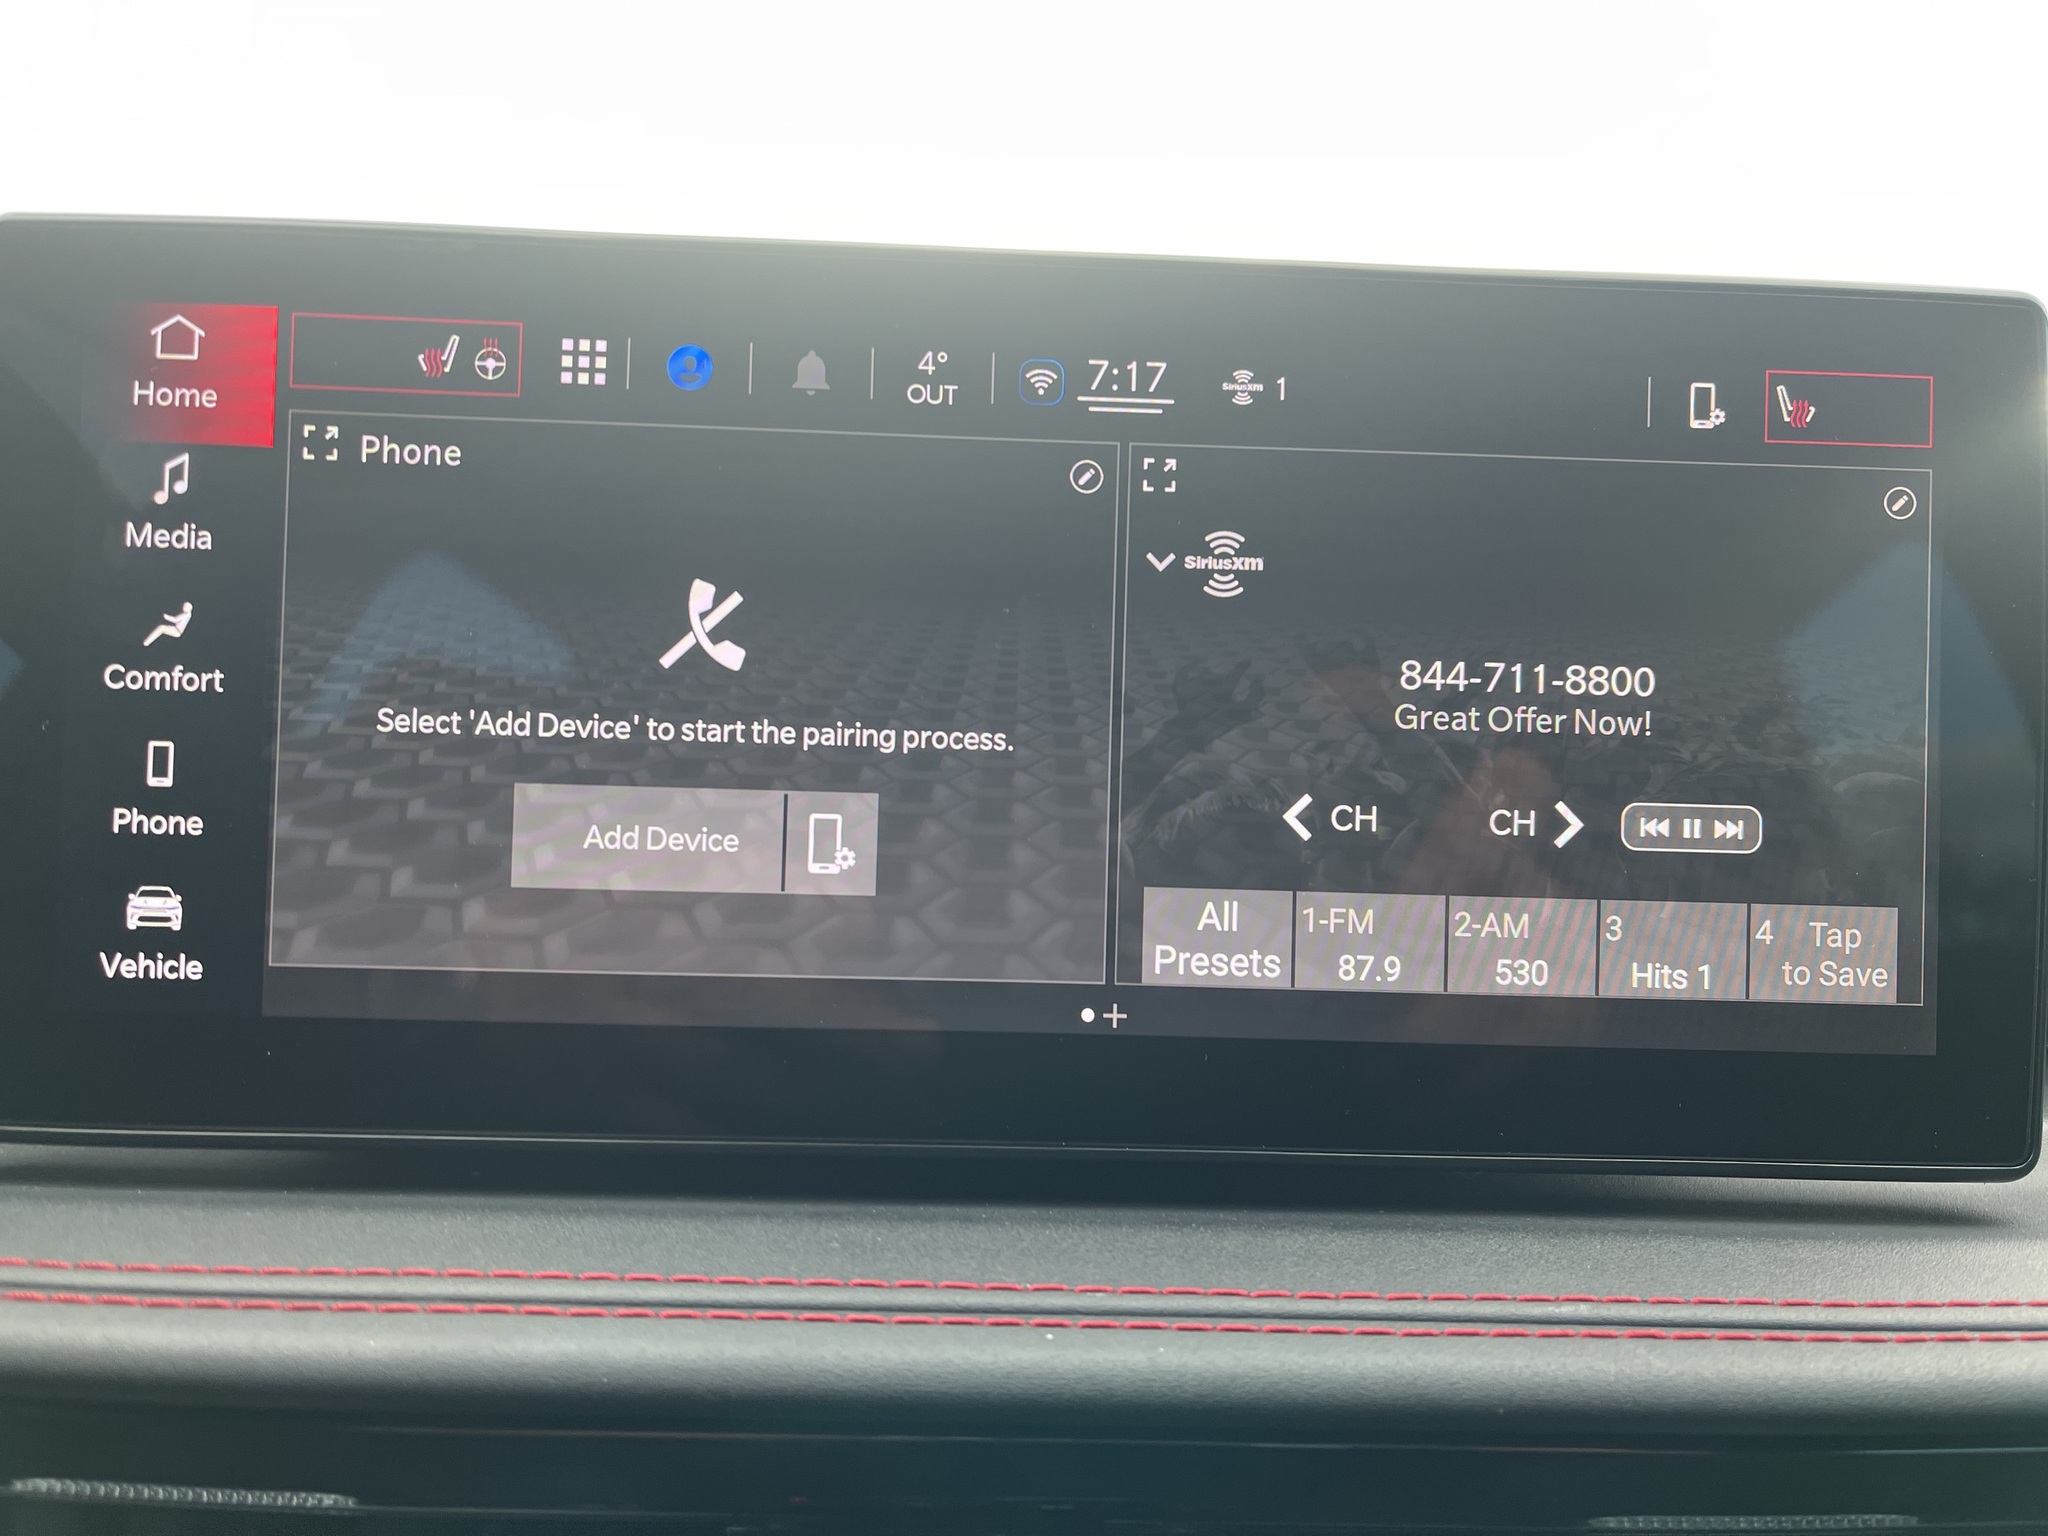 Home
Media
Comfort
Phone
Vehicle
4°
OUT
7:17
SiriusXm
1
Phone
Select 'Add Device' to start the pairing process.
Add Device
SiriusXm
844-711-8800
Great Offer Now!
CH
CH
All
Presets
1-FM
87.9
2-AM
530
3
Hits 1
4 Tap
to Save